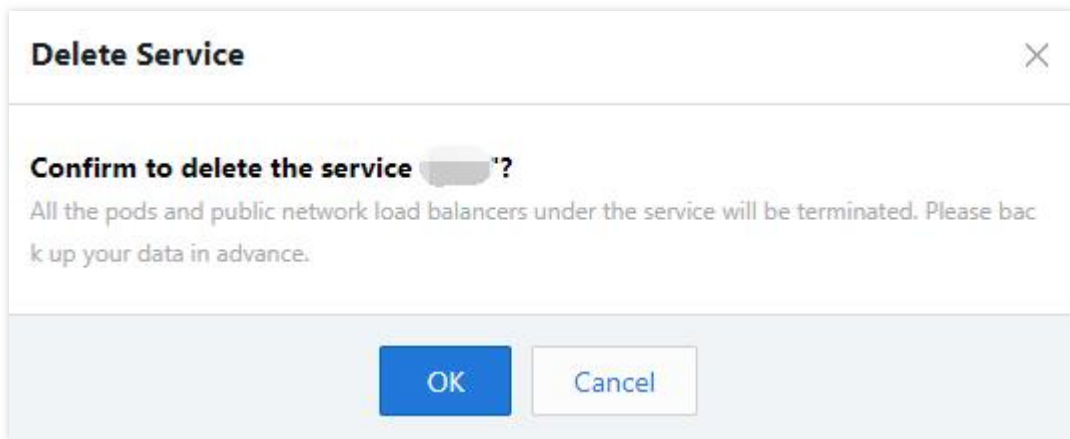 Delete Service
Confirm to delete the service "?
All the pods and public network load balancers under the service will be terminated. Please bac
k up your data in advance.
OK
Cancel